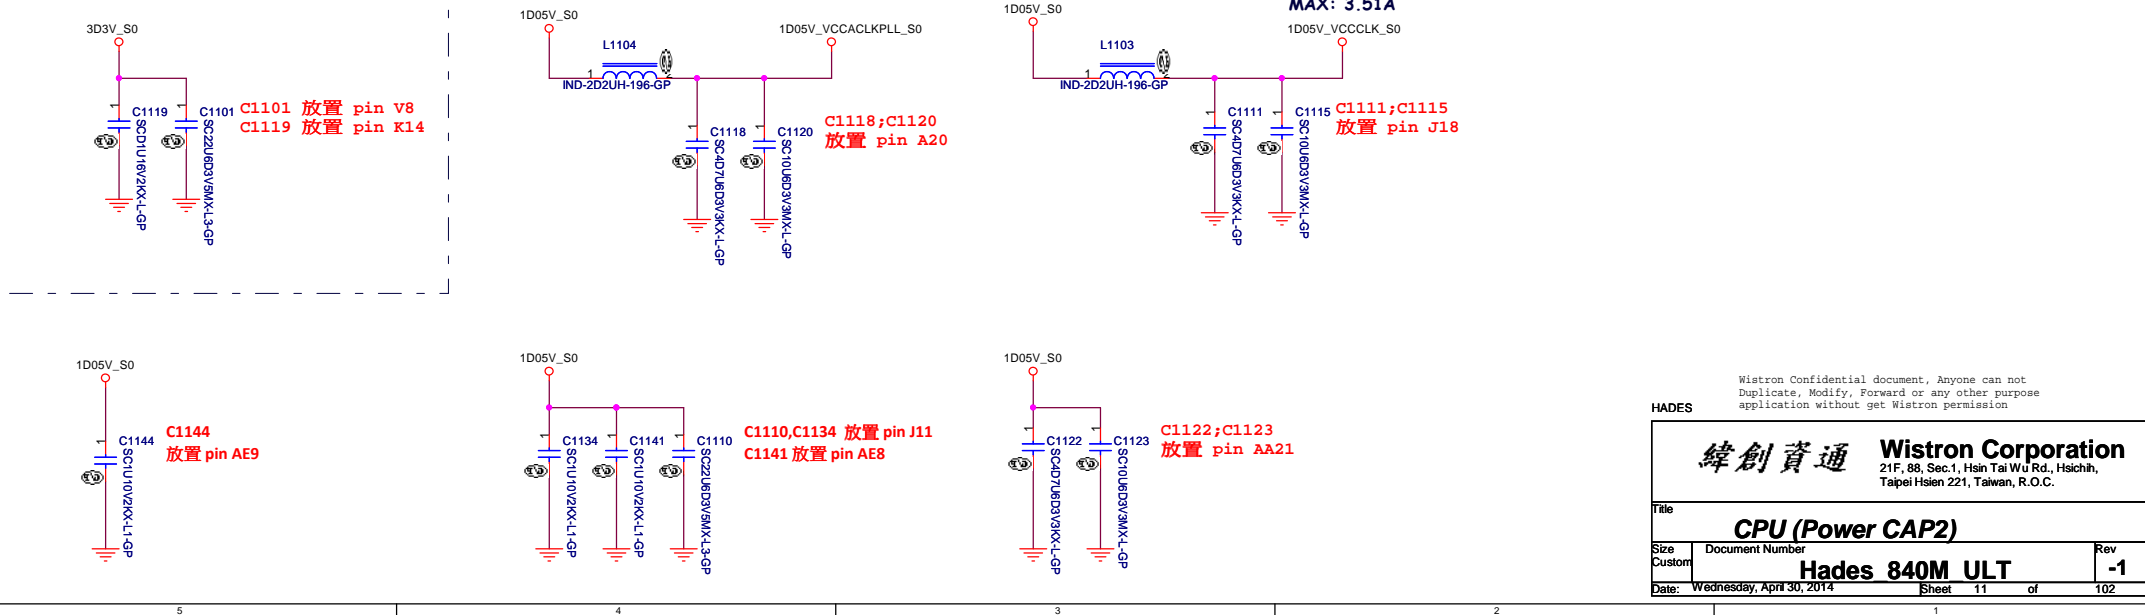 3D3V_S0
C1119
SCD1U16V2KX-L-GP
C1101
SC22U6D3V5MX-L3-GP
C1101 放置 pin V8
C1119 放置 pin K14
1D05V_S0
1D05V_VCCACLKPLL_S0
L1104
1
2
IND-2D2UH-196-GP
C1118
SC4D7U6D3V3KX-L-GP
C1120
SC10U6D3V3MX-L-GP
C1118;C1120
放置 pin A20
1D05V_S0
MAX: 3.51A
1D05V_VCCCLK_S0
L1103
1
2
IND-2D2UH-196-GP
C1111
SC4D7U6D3V3KX-L-GP
C1115
SC10U6D3V3MX-L-GP
C1111;C1115
放置 pin J18
1D05V_S0
C1144
SC1U10V2KX-L1-GP
C1144
放置 pin AE9
1D05V_S0
C1134
SC1U10V2KX-L1-GP
C1141
SC1U10V2KX-L1-GP
C1110
SC22U6D3V5MX-L3-GP
C1110,C1134 放置 pin J11
C1141 放置 pin AE8
1D05V_S0
C1122
SC4D7U6D3V3KX-L-GP
C1123
SC10U6D3V3MX-L-GP
C1122;C1123
放置 pin AA21
Wistron Confidential document, Anyone can not
Duplicate, Modify, Forward or any other purpose
application without get Wistron permission
HADES
緯創資通
Wistron Corporation
21F, 88, Sec.1, Hsin Tai Wu Rd., Hsichih,
Taipei Hsien 221, Taiwan, R.O.C.
Title
CPU (Power CAP2)
Size
Custom
Document Number
Hades_840M_ULT
Rev
-1
Date: Wednesday, April 30, 2014
Sheet 11 of 102
5 4 3 2 1